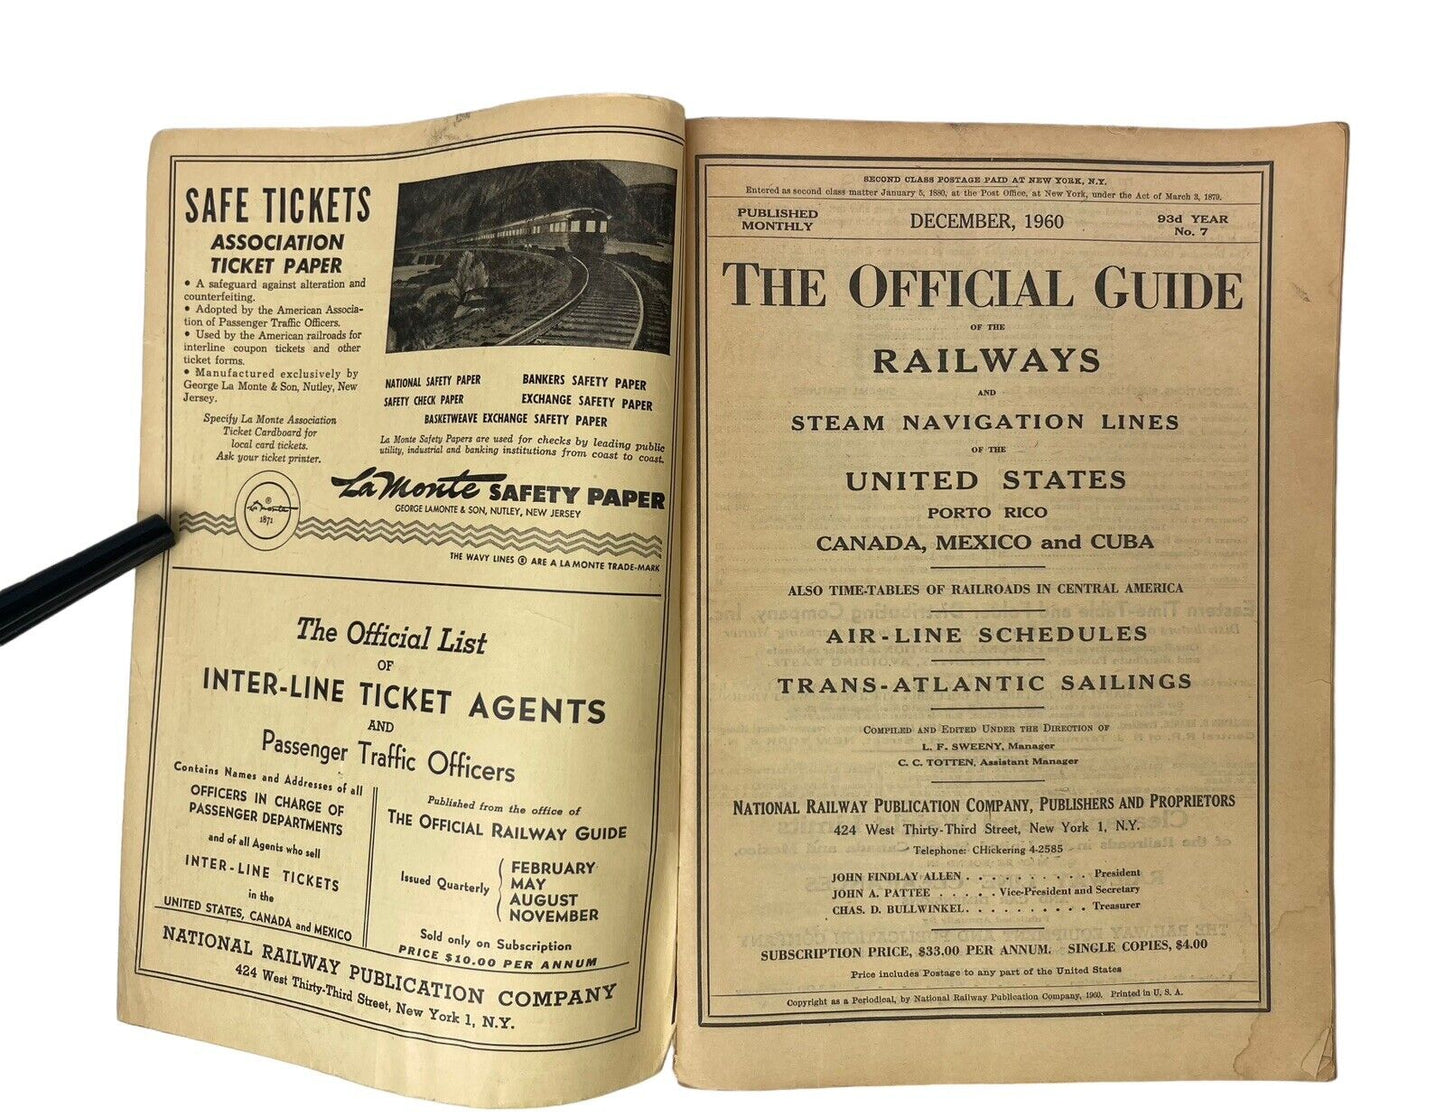 SAFE TICKETS
ASSOCIATION
TICKET PAPER
• A safeguard against alteration and
counterfeiting.
• Adopted by the American Associa-
tion of Passenger Traffic Officers.
• Used by the American railroads for
interline coupon tickets and other
ticket forms.
• Manufactured exclusively by
George La Monte & Son, Nutley, New
Jersey.
Specify La Monte Association
Ticket Cardboard for
local card tickets.
Ask your ticket printer.
NATIONAL SAFETY PAPER
BANKERS SAFETY PAPER
SAFETY CHECK PAPER
EXCHANGE SAFETY PAPER
BASKETWEAVE EXCHANGE SAFETY PAPER
La Monte Safety Papers are used for checks by leading public
utility, industrial and banking institutions from coast to coast.
La Monte SAFETY PAPER
GEORGE LAMONTE & SON, NUTLEY, NEW JERSEY
®
La Monte
1871
THE WAVY LINES ® ARE A LA MONTE TRADE-MARK
The Official List
OF
INTER-LINE TICKET AGENTS
AND
Passenger Traffic Officers
Contains Names and Addresses of all
OFFICERS IN CHARGE OF
PASSENGER DEPARTMENTS
and of all Agents who sell
INTER-LINE TICKETS
in the
UNITED STATES, CANADA and MEXICO
Published from the office of
THE OFFICIAL RAILWAY GUIDE
Issued Quarterly
FEBRUARY
MAY
AUGUST
NOVEMBER
Sold only on Subscription
PRICE $10.00 PER ANNUM
NATIONAL RAILWAY PUBLICATION COMPANY
424 West Thirty-Third Street, New York 1, N.Y.
SECOND CLASS POSTAGE PAID AT NEW YORK, N.Y.
Entered as second class matter January 5, 1880, at the Post Office, at New York, under the Act of March 3, 1879.
PUBLISHED
MONTHLY
DECEMBER, 1960
93d YEAR
No. 7
THE OFFICIAL GUIDE
OF THE
RAILWAYS
AND
STEAM NAVIGATION LINES
OF THE
UNITED STATES
PORTO RICO
CANADA, MEXICO and CUBA
ALSO TIME-TABLES OF RAILROADS IN CENTRAL AMERICA
AIR-LINE SCHEDULES
TRANS-ATLANTIC SAILINGS
COMPILED AND EDITED UNDER THE DIRECTION OF
L. F. SWEENY, Manager
C. C. TOTTEN, Assistant Manager
NATIONAL RAILWAY PUBLICATION COMPANY, PUBLISHERS AND PROPRIETORS
424 West Thirty-Third Street, New York 1, N.Y.
Telephone: CHickering 4-2585
JOHN FINDLAY ALLEN . . . . . . . . . . . President
JOHN A. PATTEE . . . . . . Vice-President and Secretary
CHAS. D. BULLWINKEL . . . . . . . . . . . Treasurer
SUBSCRIPTION PRICE, $33.00 PER ANNUM. SINGLE COPIES, $4.00
Price includes Postage to any part of the United States
Copyright as a Periodical, by National Railway Publication Company, 1960. Printed in U. S. A.